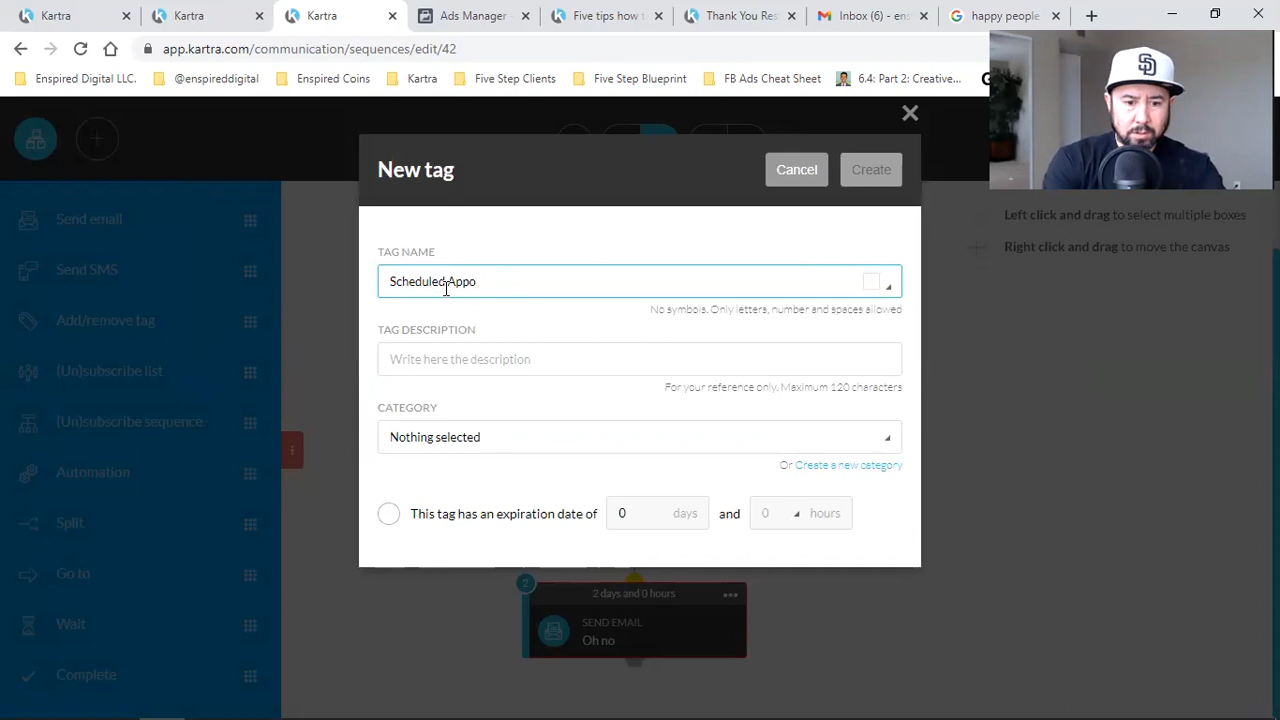 Kartra
Kartra
Kartra
Ads Manager -
Five tips how t
Thank You Res
Inbox (6) - ens
happy people
app.kartra.com/communication/sequences/edit/42
Enspired Digital LLC.
@enspireddigital
Enspired Coins
Kartra
Five Step Clients
Five Step Blueprint
FB Ads Cheat Sheet
6.4: Part 2: Creative...
SD
New tag
Cancel
Create
Send email
Send SMS
Add/remove tag
(Un)subscribe list
(Un)subscribe sequence
Automation
Split
Go to
Wait
Complete
Left click and drag to select multiple boxes
Right click and drag to move the canvas
TAG NAME
Scheduled Appo
No symbols. Only letters, number and spaces allowed
TAG DESCRIPTION
Write here the description
For your reference only. Maximum 120 characters
CATEGORY
Nothing selected
Or Create a new category
This tag has an expiration date of
0 days
and
0 hours
2
2 days and 0 hours
SEND EMAIL
Oh no